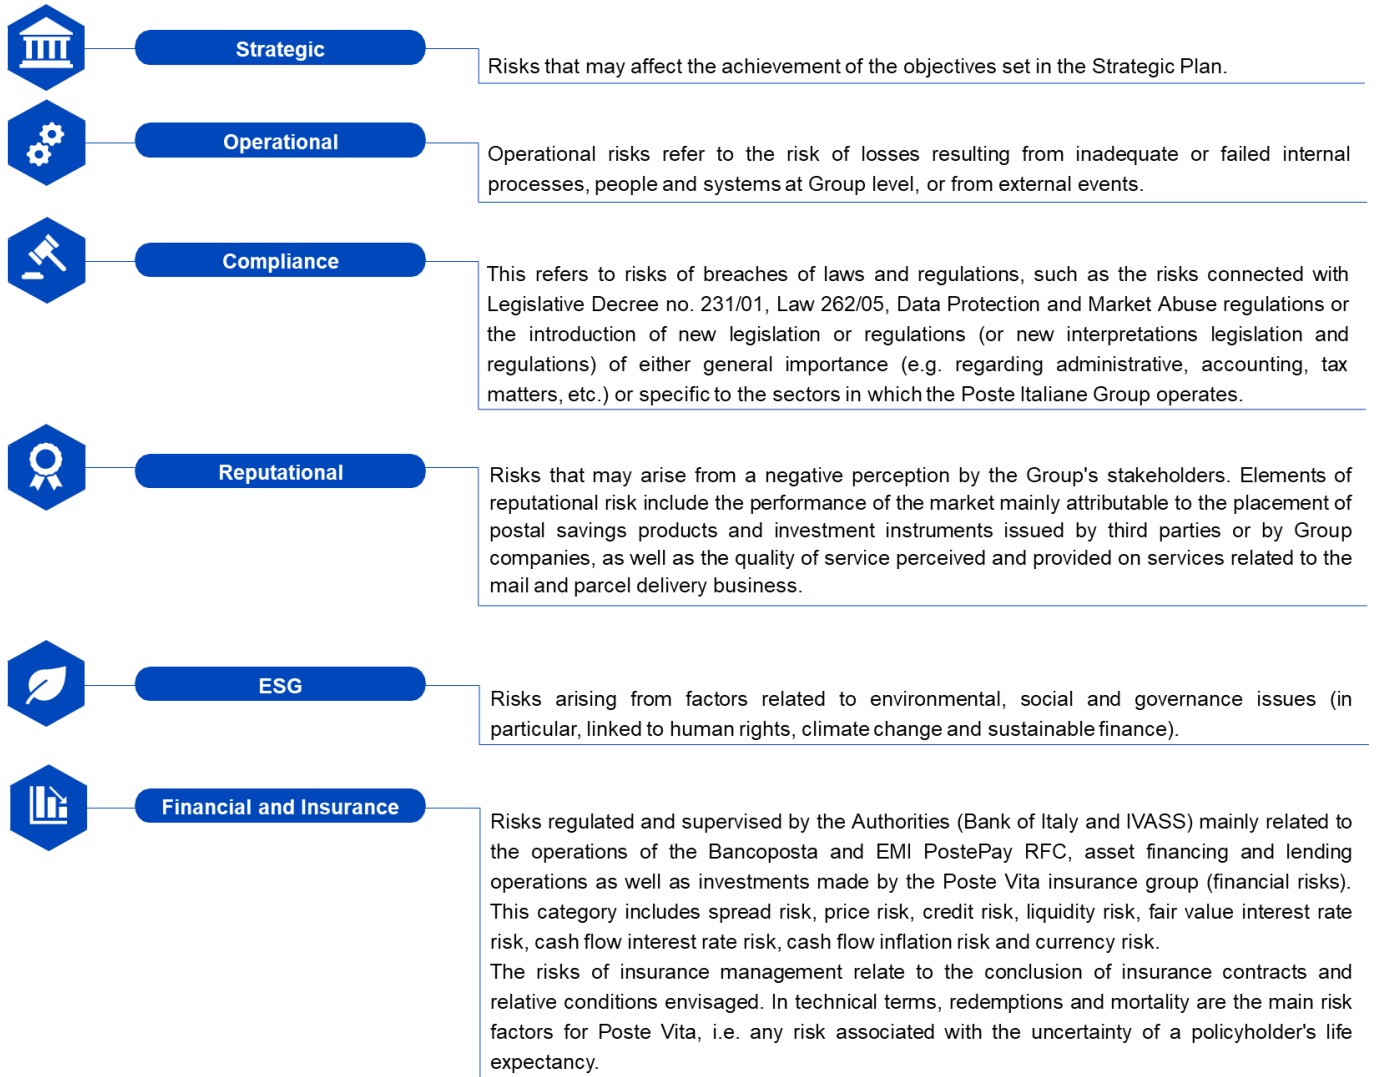 Strategic
Risks that may affect the achievement of the objectives set in the Strategic Plan.
Operational
Operational risks refer to the risk of losses resulting from inadequate or failed internal
processes, people and systems at Group level, or from external events.
Compliance
This refers to risks of breaches of laws and regulations, such as the risks connected with
Legislative Decree no. 231/01, Law 262/05, Data Protection and Market Abuse regulations or
the introduction of new legislation or regulations (or new interpretations legislation and
regulations) of either general importance (e.g. regarding administrative, accounting, tax
matters, etc.) or specific to the sectors in which the Poste Italiane Group operates.
Reputational
Risks that may arise from a negative perception by the Group's stakeholders. Elements of
reputational risk include the performance of the market mainly attributable to the placement of
postal savings products and investment instruments issued by third parties or by Group
companies, as well as the quality of service perceived and provided on services related to the
mail and parcel delivery business.
ESG
Risks arising from factors related to environmental, social and governance issues (in
particular, linked to human rights, climate change and sustainable finance).
Financial and Insurance
Risks regulated and supervised by the Authorities (Bank of Italy and IVASS) mainly related to
the operations of the Bancoposta and EMI PostePay RFC, asset financing and lending
operations as well as investments made by the Poste Vita insurance group (financial risks).
This category includes spread risk, price risk, credit risk, liquidity risk, fair value interest rate
risk, cash flow interest rate risk, cash flow inflation risk and currency risk.
The risks of insurance management relate to the conclusion of insurance contracts and
relative conditions envisaged. In technical terms, redemptions and mortality are the main risk
factors for Poste Vita, i.e. any risk associated with the uncertainty of a policyholder's life
expectancy.